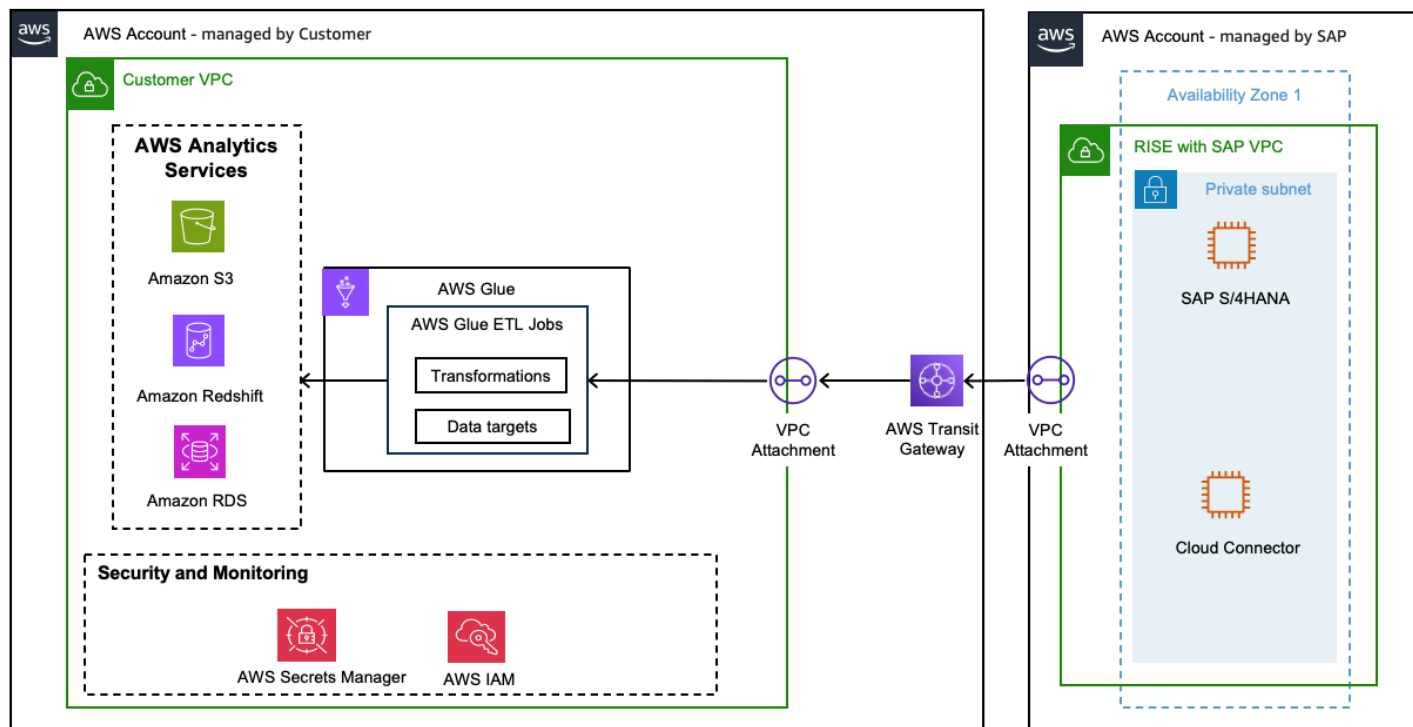 aws
AWS Account - managed by Customer
Customer VPC
AWS Analytics
Services
Amazon S3
Amazon Redshift
Amazon RDS
AWS Glue
AWS Glue ETL Jobs
Transformations
Data targets
VPC
Attachment
AWS Transit
Gateway
VPC
Attachment
Security and Monitoring
AWS Secrets Manager
AWS IAM
aws
AWS Account - managed by SAP
Availability Zone 1
RISE with SAP VPC
Private subnet
SAP S/4HANA
Cloud Connector